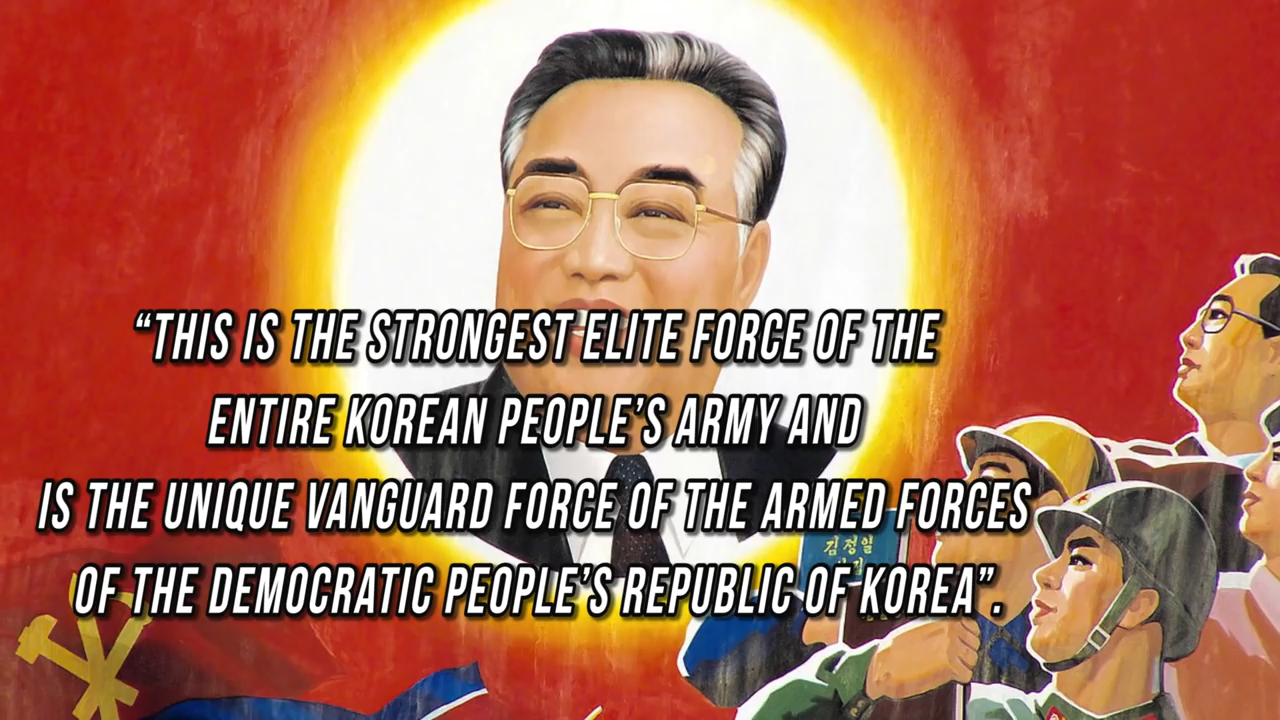 “THIS IS THE STRONGEST ELITE FORCE OF THE
ENTIRE KOREAN PEOPLE’S ARMY AND
IS THE UNIQUE VANGUARD FORCE OF THE ARMED FORCES
OF THE DEMOCRATIC PEOPLE’S REPUBLIC OF KOREA”.
김정일